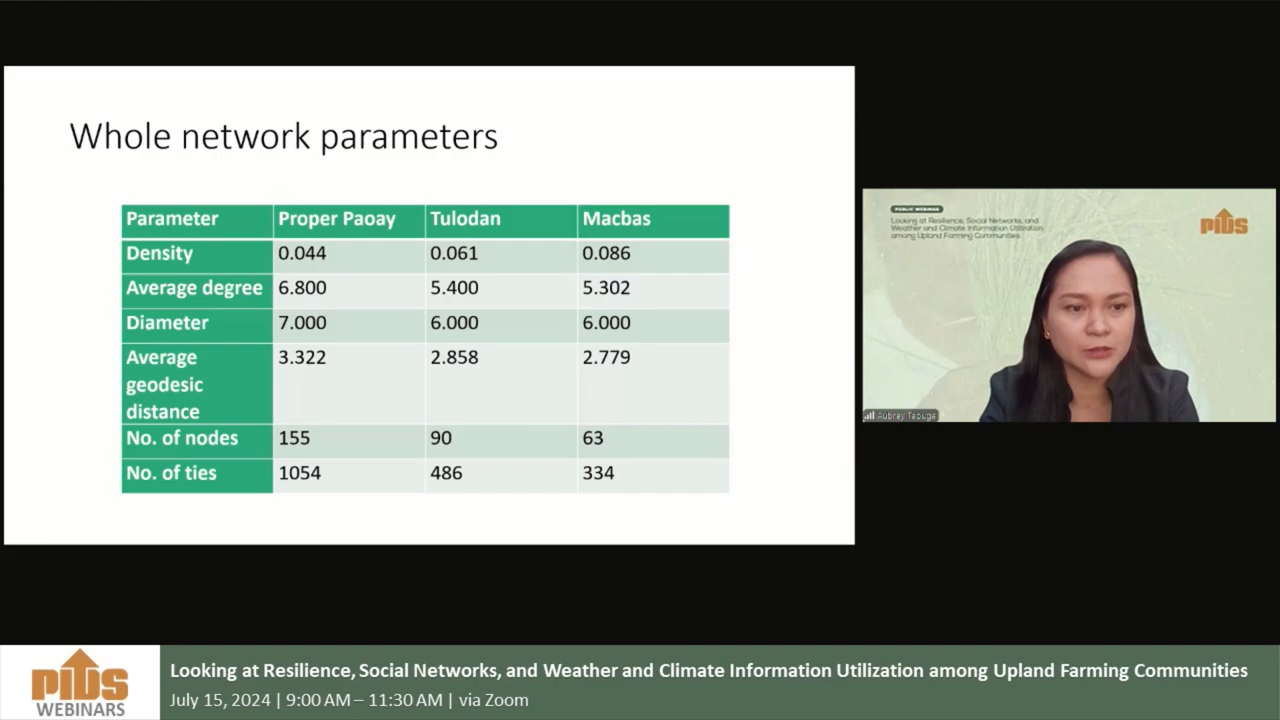 Whole network parameters
Parameter Proper Paoay Tulodan Macbas
Density 0.044 0.061 0.086
Average degree 6.800 5.400 5.302
Diameter 7.000 6.000 6.000
Average 3.322 2.858 2.779
geodesic
distance
No. of nodes 155 90 63
No. of ties 1054 486 334
PUBLIC WEBINAR
Looking at Resilience, Social Networks, and
Weather and Climate Information Utilization
among Upland Farming Communities
PIDS
Aubrey
PIDS
WEBINARS
Looking at Resilience, Social Networks, and Weather and Climate Information Utilization among Upland Farming Communities
July 15, 2024 | 9:00 AM – 11:30 AM | via Zoom